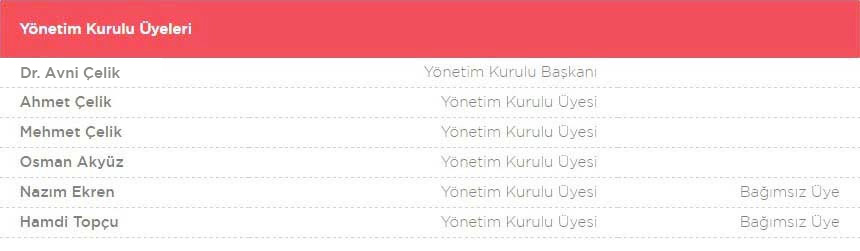 Yönetim Kurulu Üyeleri
Dr. Avni Çelik Yönetim Kurulu Başkanı
Ahmet Çelik Yönetim Kurulu Üyesi
Mehmet Çelik Yönetim Kurulu Üyesi
Osman Akyüz Yönetim Kurulu Üyesi
Nazım Ekren Yönetim Kurulu Üyesi Bağımsız Üye
Hamdi Topçu Yönetim Kurulu Üyesi Bağımsız Üye